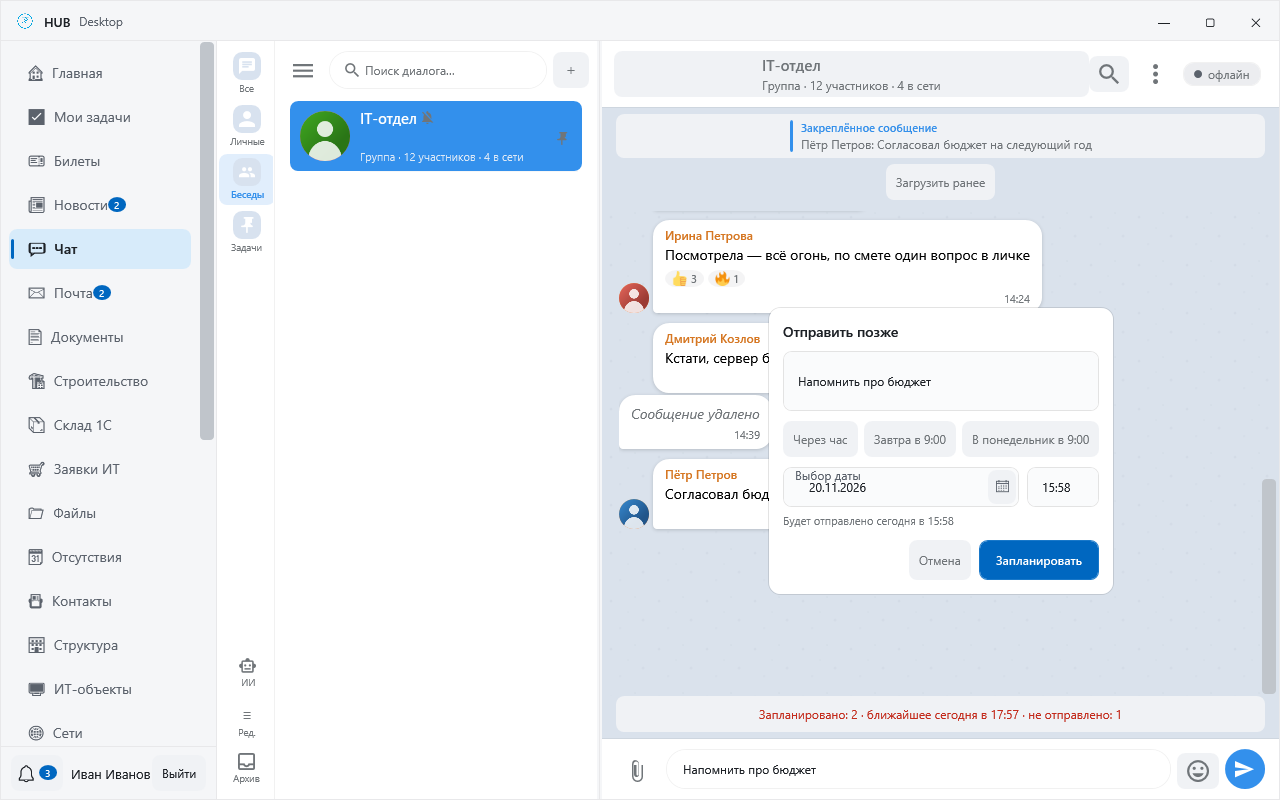 HUB Desktop
Главная
Мои задачи
Билеты
Новости 2
Чат
Почта 2
Документы
Строительство
Склад 1С
Заявки ИТ
Файлы
31 Отсутствия
Контакты
Структура
ИТ-объекты
Сети
3 Иван Иванов Выйти
Все
Личные
Беседы
Задачи
ИИ
Ред.
Архив
Поиск диалога...
+
IT-отдел
Группа · 12 участников · 4 в сети
IT-отдел
Группа · 12 участников · 4 в сети
офлайн
Закреплённое сообщение
Пётр Петров: Согласовал бюджет на следующий год
Загрузить ранее
Ирина Петрова
Посмотрела — всё огонь, по смете один вопрос в личке
👍 3 🔥 1
14:24
Дмитрий Козлов
Кстати, сервер б
Сообщение удалено
14:39
Пётр Петров
Согласовал бюд
Отправить позже
Напомнить про бюджет
Через час
Завтра в 9:00
В понедельник в 9:00
Выбор даты
20.11.2026
15:58
Будет отправлено сегодня в 15:58
Отмена
Запланировать
Запланировано: 2 · ближайшее сегодня в 17:57 · не отправлено: 1
Напомнить про бюджет